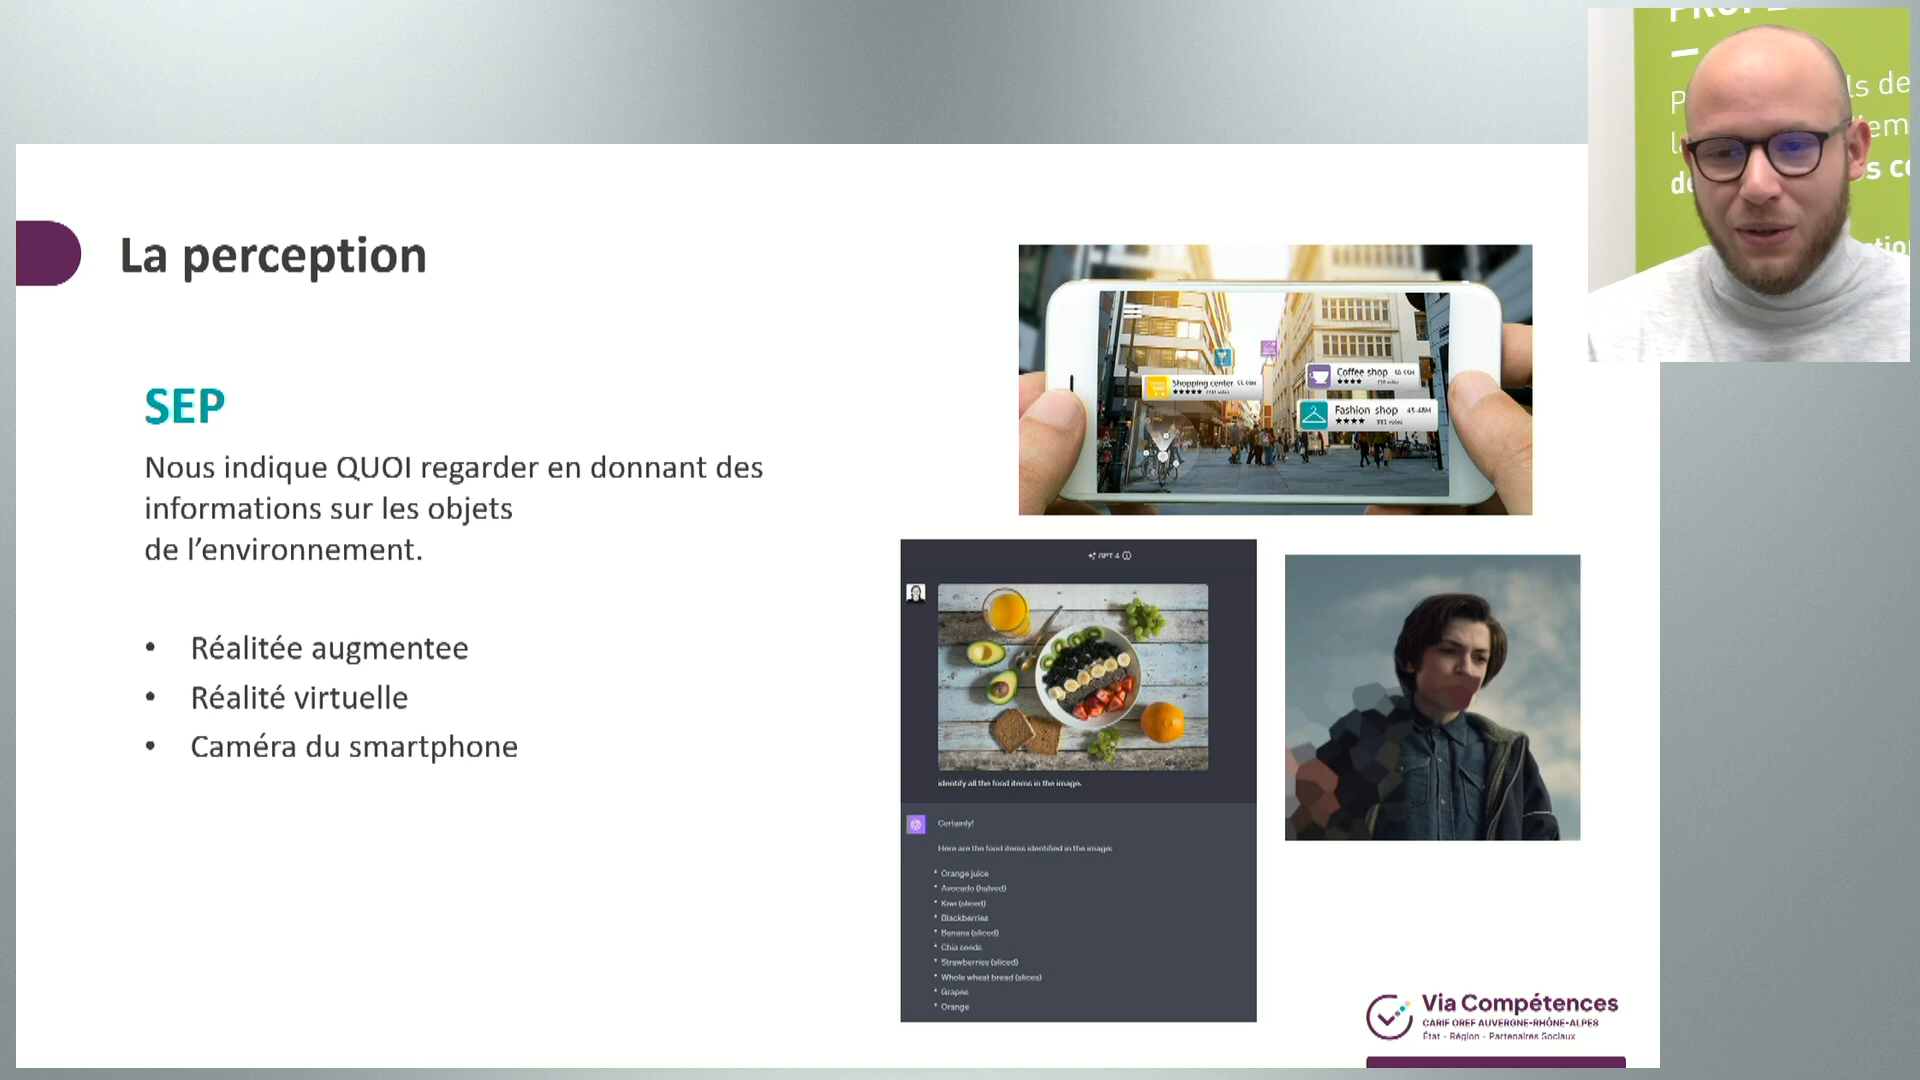 La perception
SEP
Nous indique QUOI regarder en donnant des
informations sur les objets
de l’environnement.
• Réalitée augmentee
• Réalité virtuelle
• Caméra du smartphone
Shopping center
Coffee shop
Fashion shop
GPT 4
identify all the food items in the image.
Certainly!
Here are the food items identified in the image:
• Orange juice
• Avocado (halved)
• Kiwi (sliced)
• Blackberries
• Banana (sliced)
• Chia seeds
• Strawberries (sliced)
• Whole wheat bread (slices)
• Grapes
• Orange
Via Compétences
CARIF OREF AUVERGNE-RHÔNE-ALPES
État - Région - Partenaires Sociaux